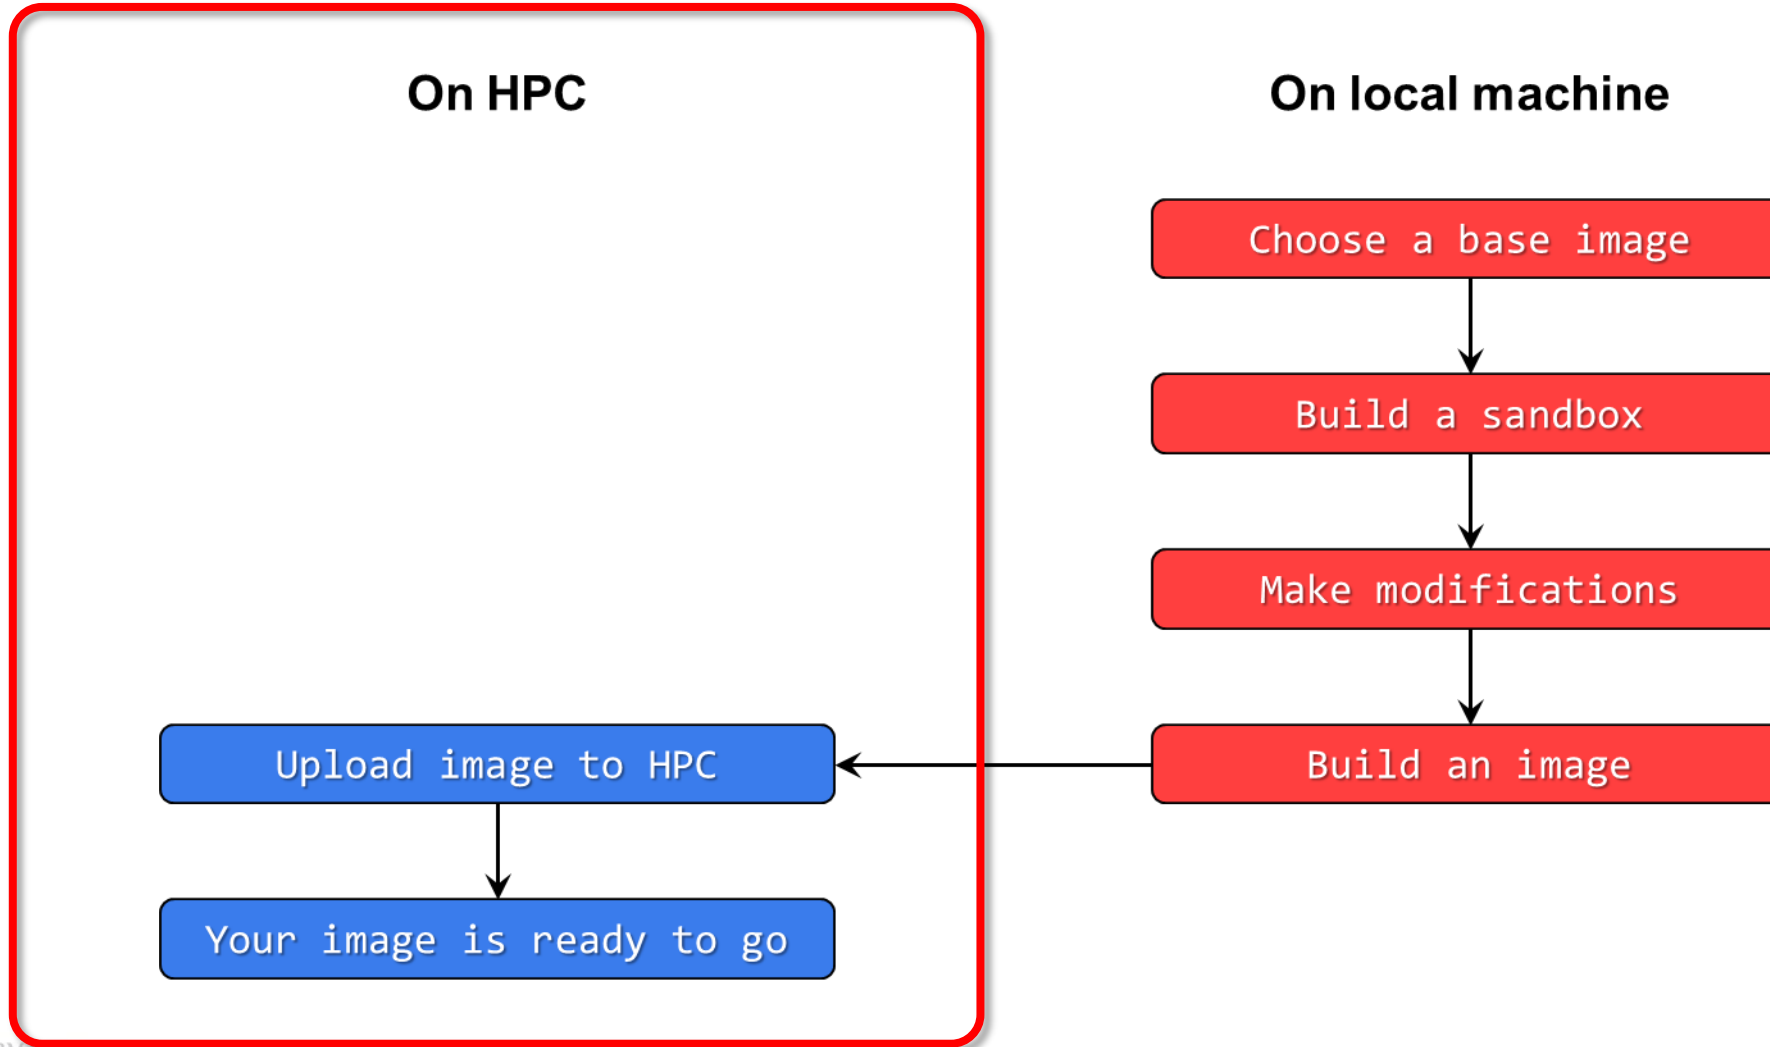 On HPC
On local machine
Choose a base image
Build a sandbox
Make modifications
Build an image
Upload image to HPC
Your image is ready to go